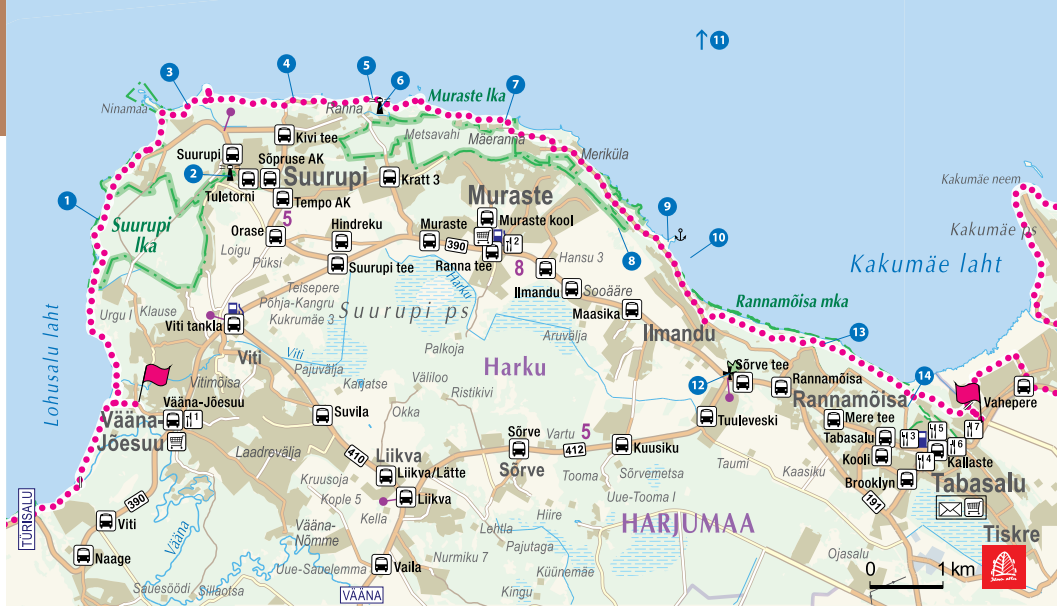 11
4
5
6
3
7
Ninamaa
Ranna
Muraste lka
Metsavahi
Mäeranna
Kivi tee
Meriküla
Suurupi
Sõpruse AK
2
Suurupi
Kratt 3
Kakumäe neem
Tuletorni
Tempo AK
Muraste
1
5
9
Suurupi
lka
Orase
Hindreku
Muraste
Muraste kool
Kakumäe ps
10
Loigu
390
2
8
Püksi
Suurupi tee
Ranna tee
8
Hansu 3
Kakumäe laht
Teisepere
Harku
Ilmandu
Sooääre
Põhja-Kangru
Rannamõisa mka
Urgu I
Klause
Kukrumäe 3
Suurupi ps
Maasika
Lohusalu laht
Viti tankla
Ilmandu
13
Aruvälja
Viti
Viti
Palkoja
Pajuvälja
Harku
Sõrve tee
14
Vitimõisa
Väliloo
Karjatse
12
Rannamõisa
Ristikivi
Vahepere
Vääna-Jõesuu
Rannamõisa
Vääna-
Jõesuu
1
Suvila
Okka
Tuuleveski
Mere tee
5
7
Vartu
5
Tabasalu
3
6
Sõrve
412
Kuusiku
Kooli
4
Kallaste
Laadrevälja
410
Liikva
Sõrve
Taumi
Kaasiku
Brooklyn
Liikva/Lätte
Tooma
Sõrvemetsa
Tabasalu
Kruusoja
Kople 5
Liikva
Uue-Tooma I
191
390
Kella
Hiire
HARJUMAA
TÜRISALU
Viti
Vääna
Vääna-
Nõmme
Lehtla
Pajutaga
Tiskre
Naage
Nurmiku 7
Ojasalu
Uue-Sanelemma
Vaila
Küünemäe
0
1 km
Sauesöödi
Sillaotsa
Kingu
VÄÄNA